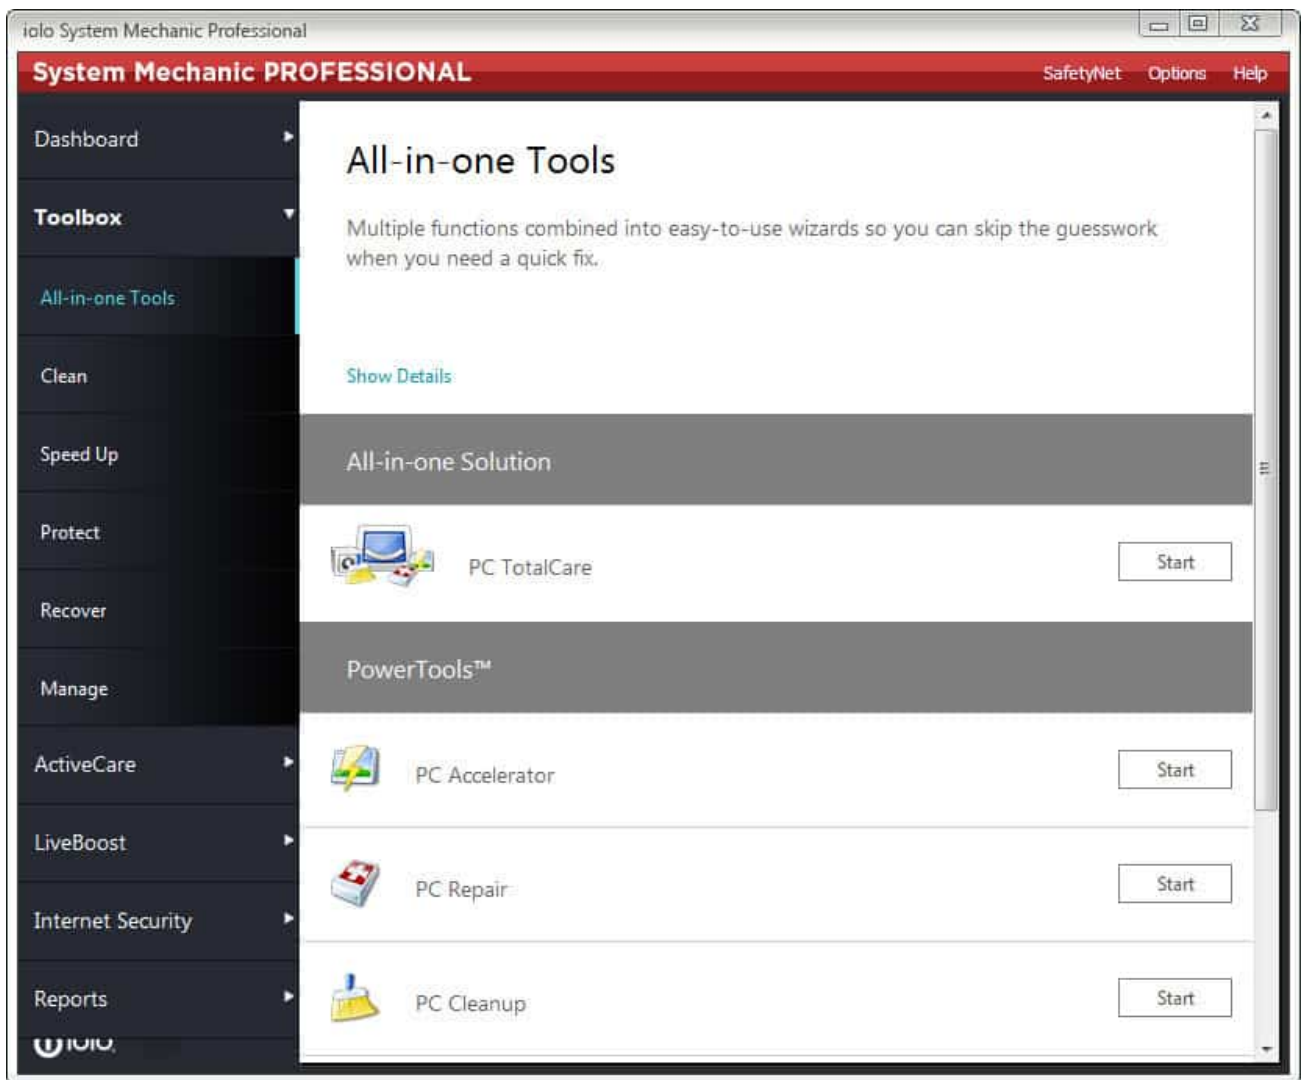 iolo System Mechanic Professional
System Mechanic PROFESSIONAL
SafetyNet Options Help
Dashboard
Toolbox
All-in-one Tools
Clean
Speed Up
Protect
Recover
Manage
ActiveCare
LiveBoost
Internet Security
Reports
iolo
All-in-one Tools
Multiple functions combined into easy-to-use wizards so you can skip the guesswork
when you need a quick fix.
Show Details
All-in-one Solution
PC TotalCare
Start
PowerTools™
PC Accelerator
Start
PC Repair
Start
PC Cleanup
Start